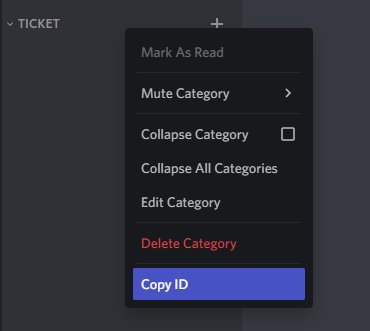 TICKET
Mark As Read
Mute Category
Collapse Category
Collapse All Categories
Edit Category
Delete Category
Copy ID